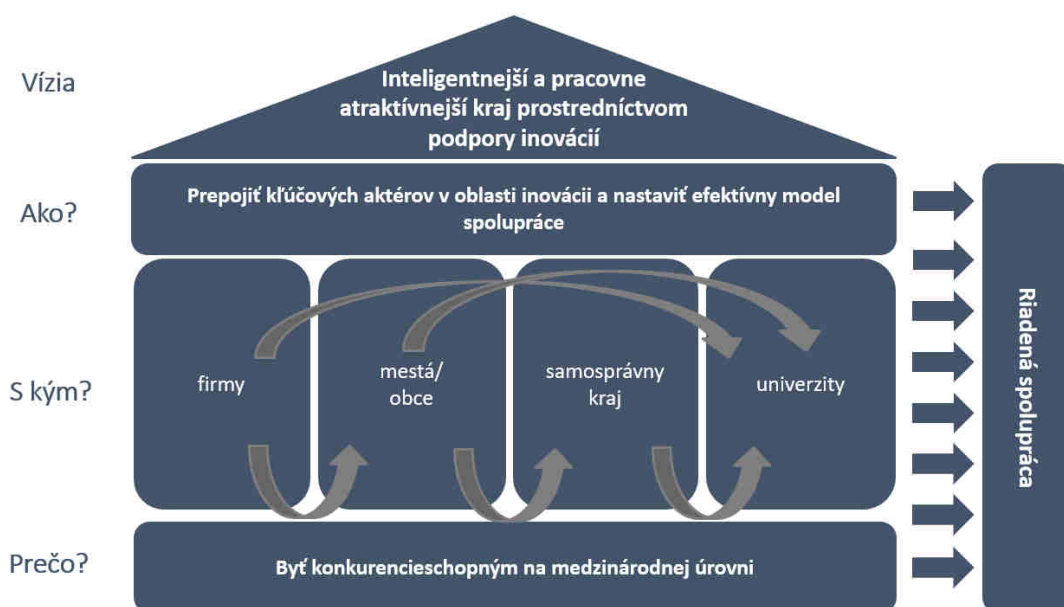 Vízia
Inteligentnejší a pracovne
atraktívnejší kraj prostredníctvom
podpory inovácií
Ako?
Prepojiť kľúčových aktérov v oblasti inovácii a nastaviť efektívny model
spolupráce
S kým?
firmy
mestá/
obce
samosprávny
kraj
univerzity
Prečo?
Byť konkurencieschopným na medzinárodnej úrovni
Riadená spolupráca